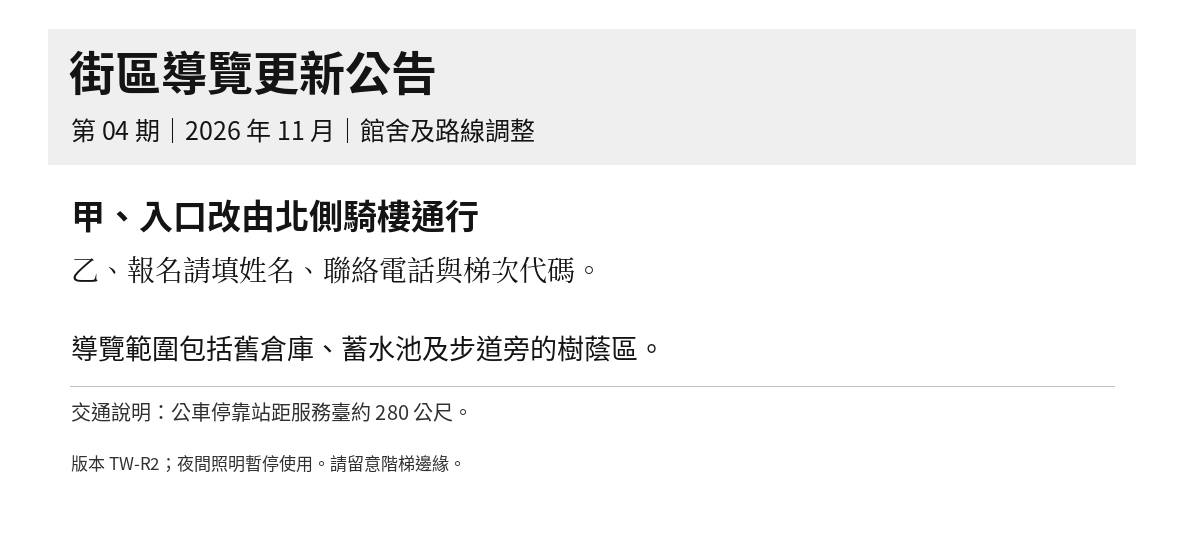 街區導覽更新公告
第 04 期｜2026 年 11 月｜館舍及路線調整
甲、入口改由北側騎樓通行
乙、報名請填姓名、聯絡電話與梯次代碼。
導覽範圍包括舊倉庫、蓄水池及步道旁的樹蔭區。
交通說明：公車停靠站距服務臺約 280 公尺。
版本 TW-R2；夜間照明暫停使用。請留意階梯邊緣。